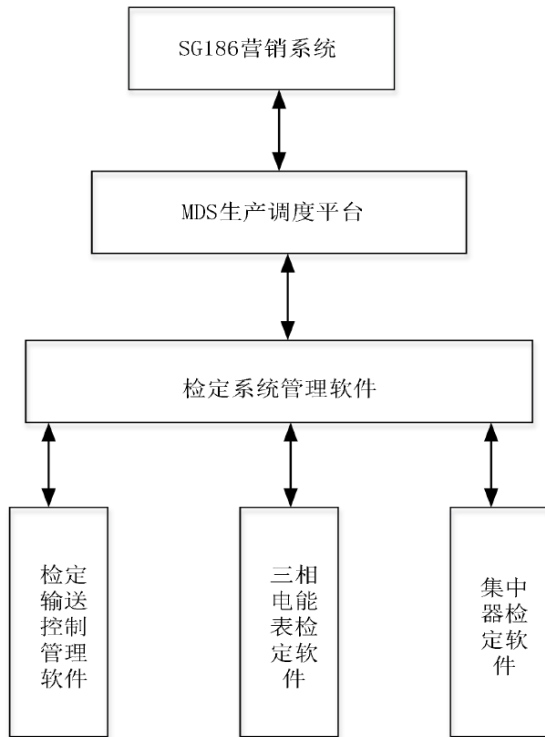 SG186营销系统
MDS生产调度平台
检定系统管理软件
检定
输送
控制
管理
软件
三相
电能
表检
定软
件
集中
器检
定软
件